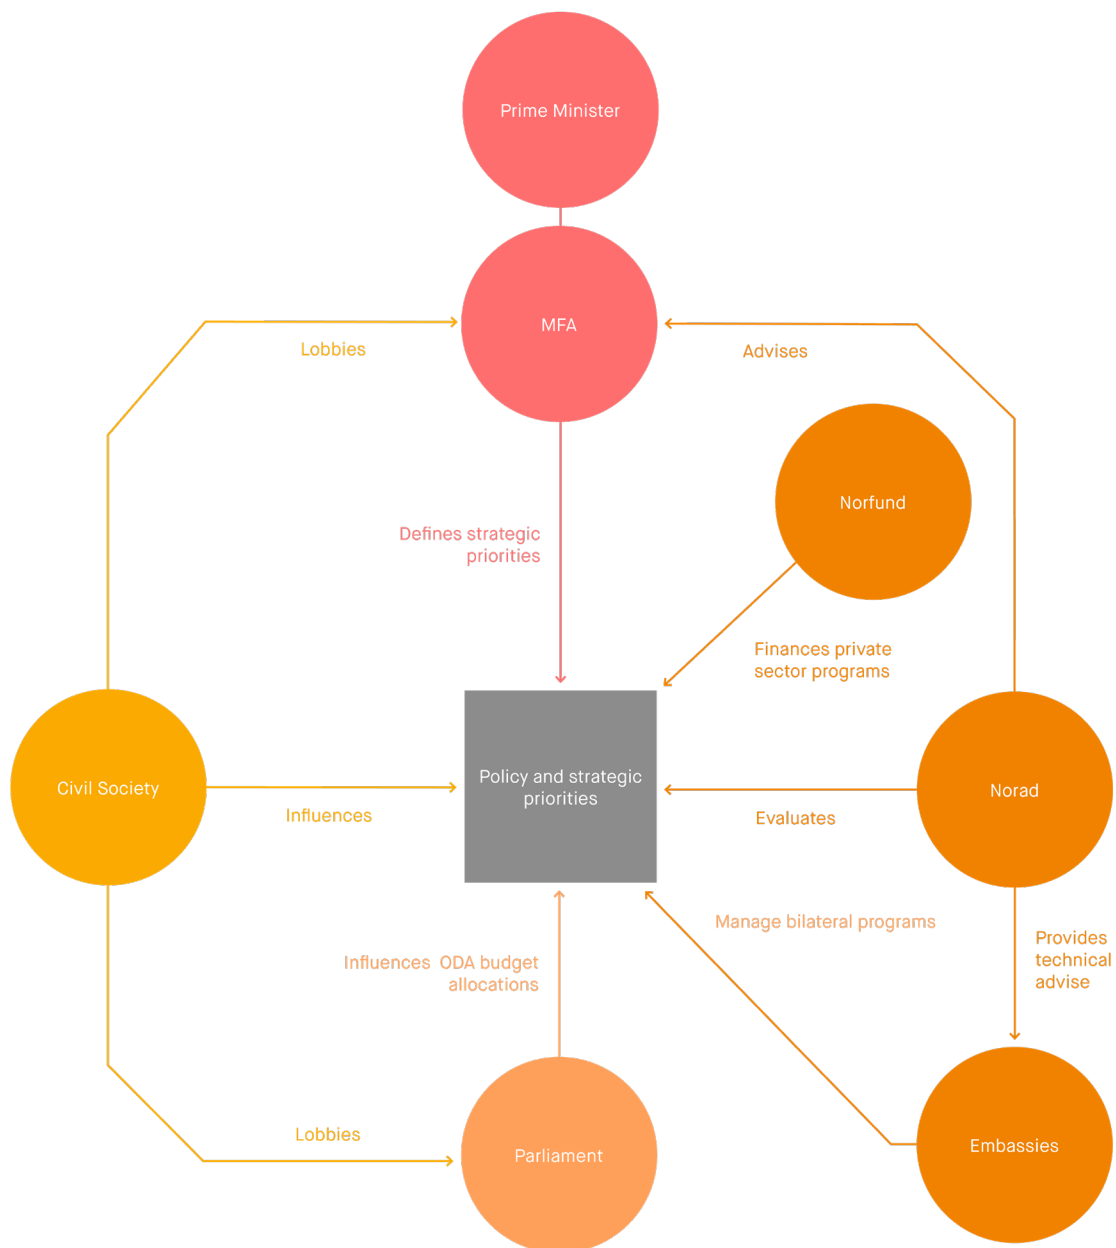 Prime Minister
MFA
Lobbies
Advises
Norfund
Defines strategic
priorities
Finances private
sector programs
Civil Society
Policy and strategic
priorities
Norad
Influences
Evaluates
Manage bilateral programs
Influences ODA budget
allocations
Provides
technical
advise
Lobbies
Parliament
Embassies